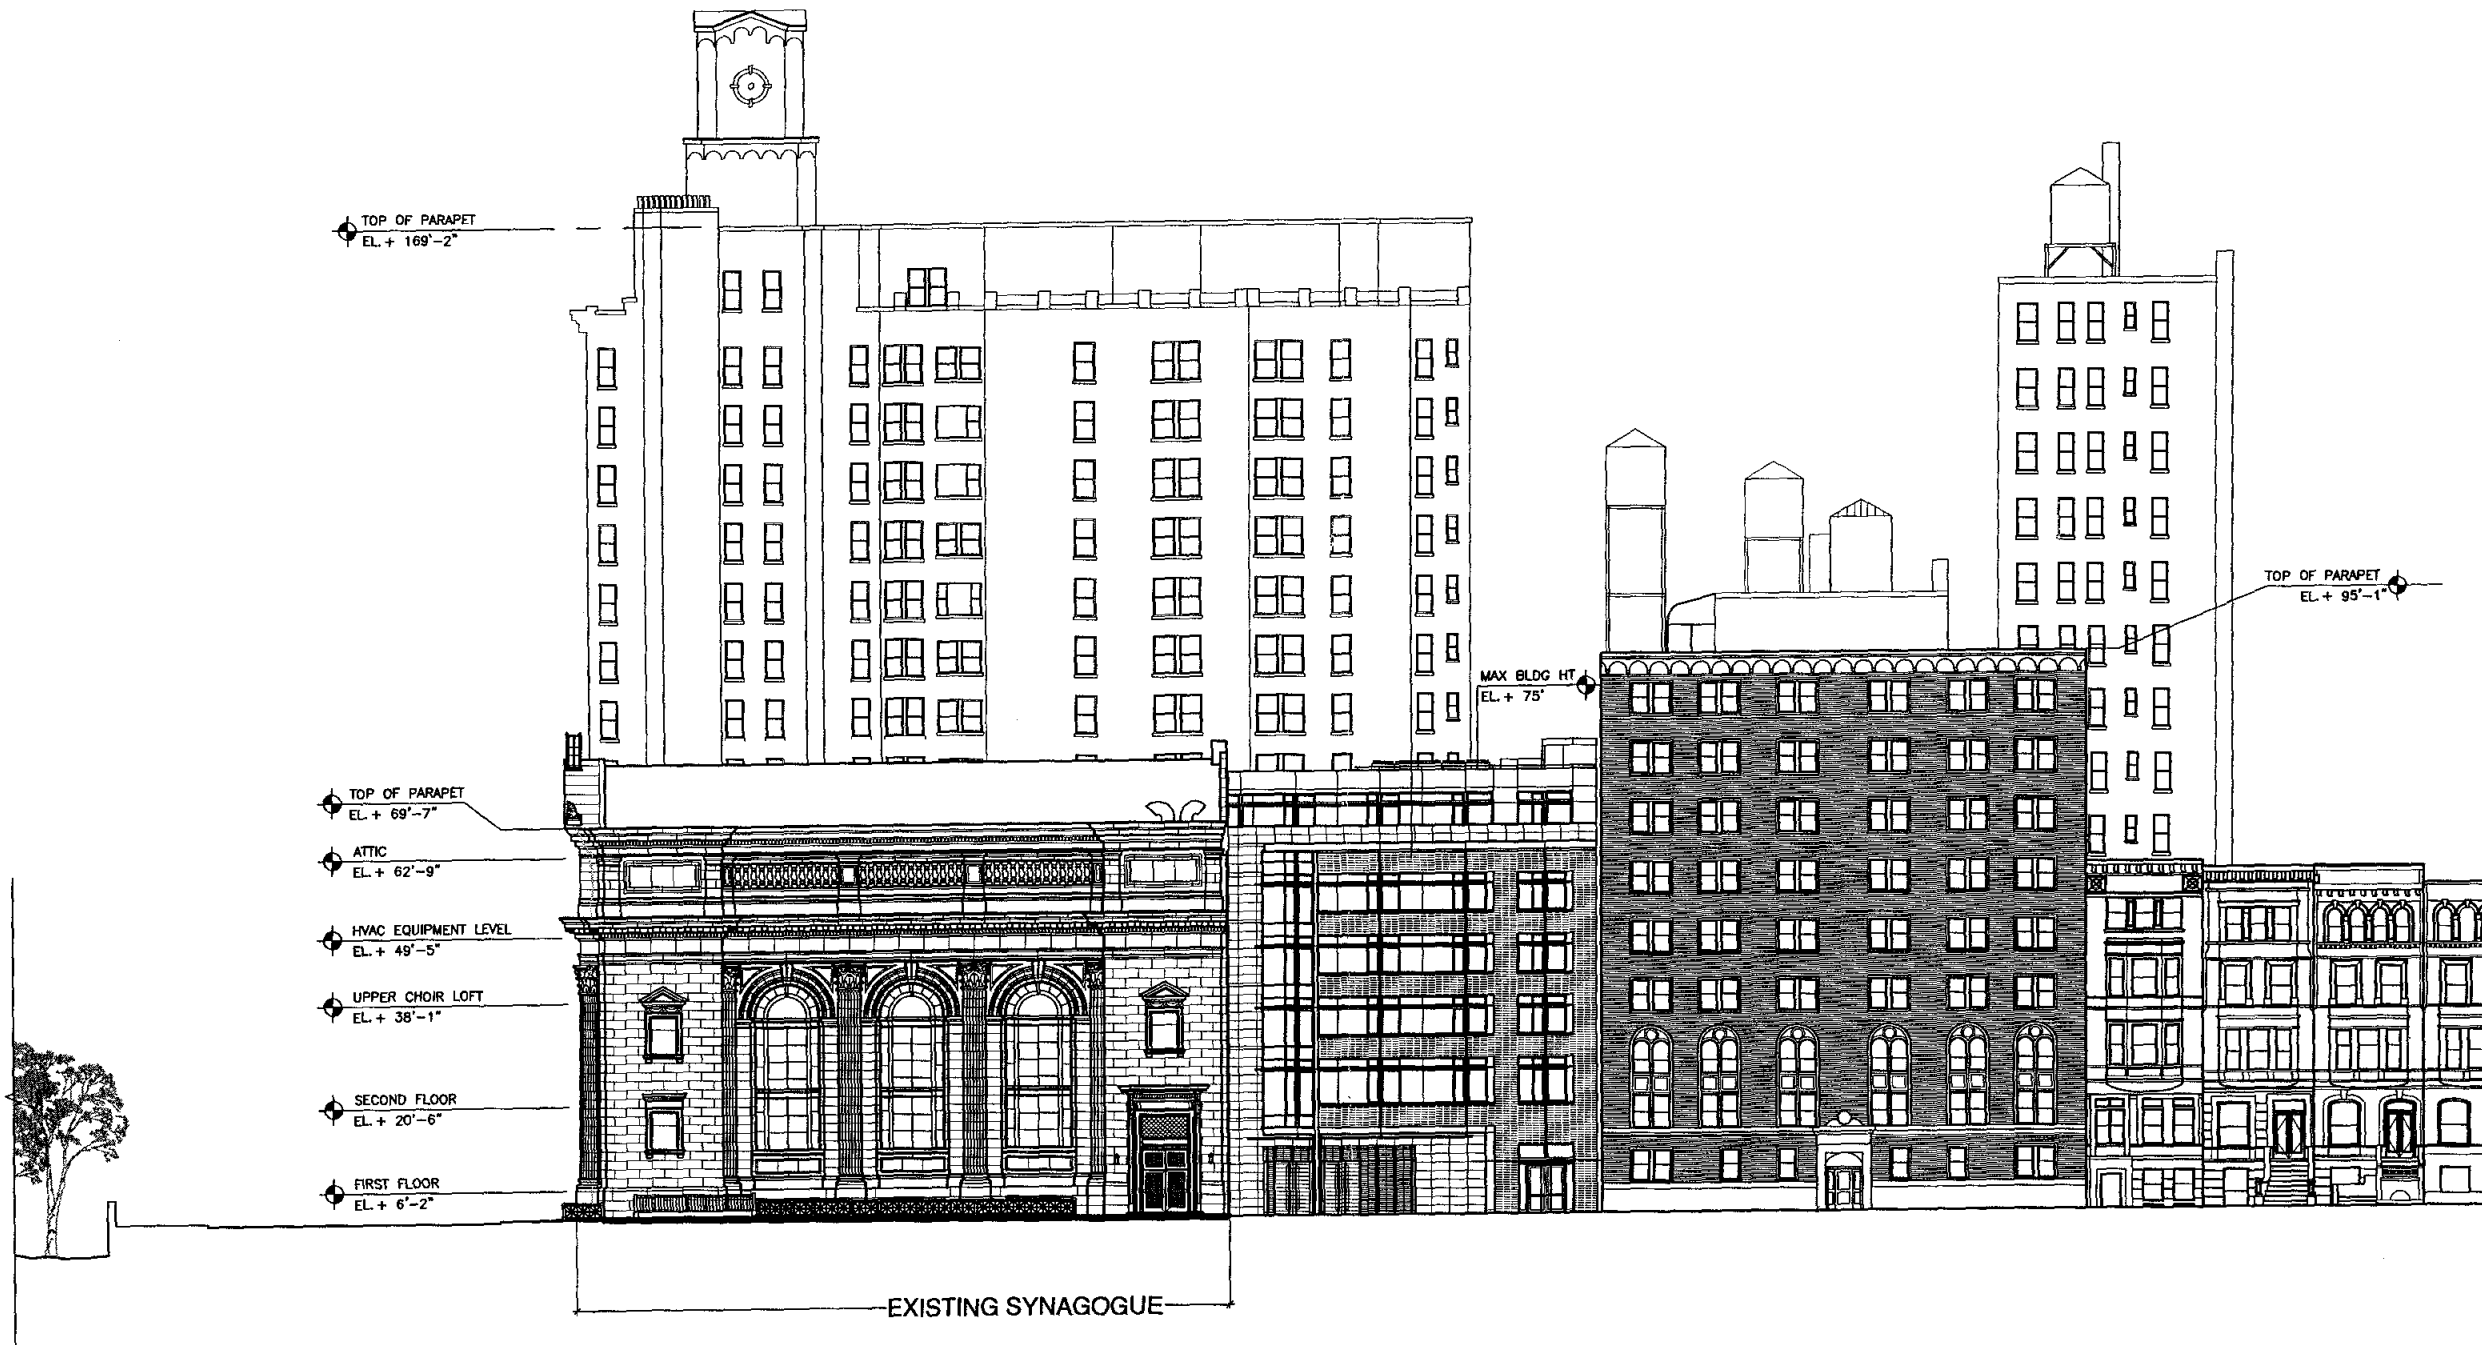 TOP OF PARAPET
EL. + 169'-2"
TOP OF PARAPET
EL. + 95'-1"
MAX BLDG HT
EL. + 75'
TOP OF PARAPET
EL. + 69'-7"
ATTIC
EL. + 62'-9"
HVAC EQUIPMENT LEVEL
EL. + 49'-5"
UPPER CHOIR LOFT
EL. + 38'-1"
SECOND FLOOR
EL. + 20'-6"
FIRST FLOOR
EL. + 6'-2"
EXISTING SYNAGOGUE